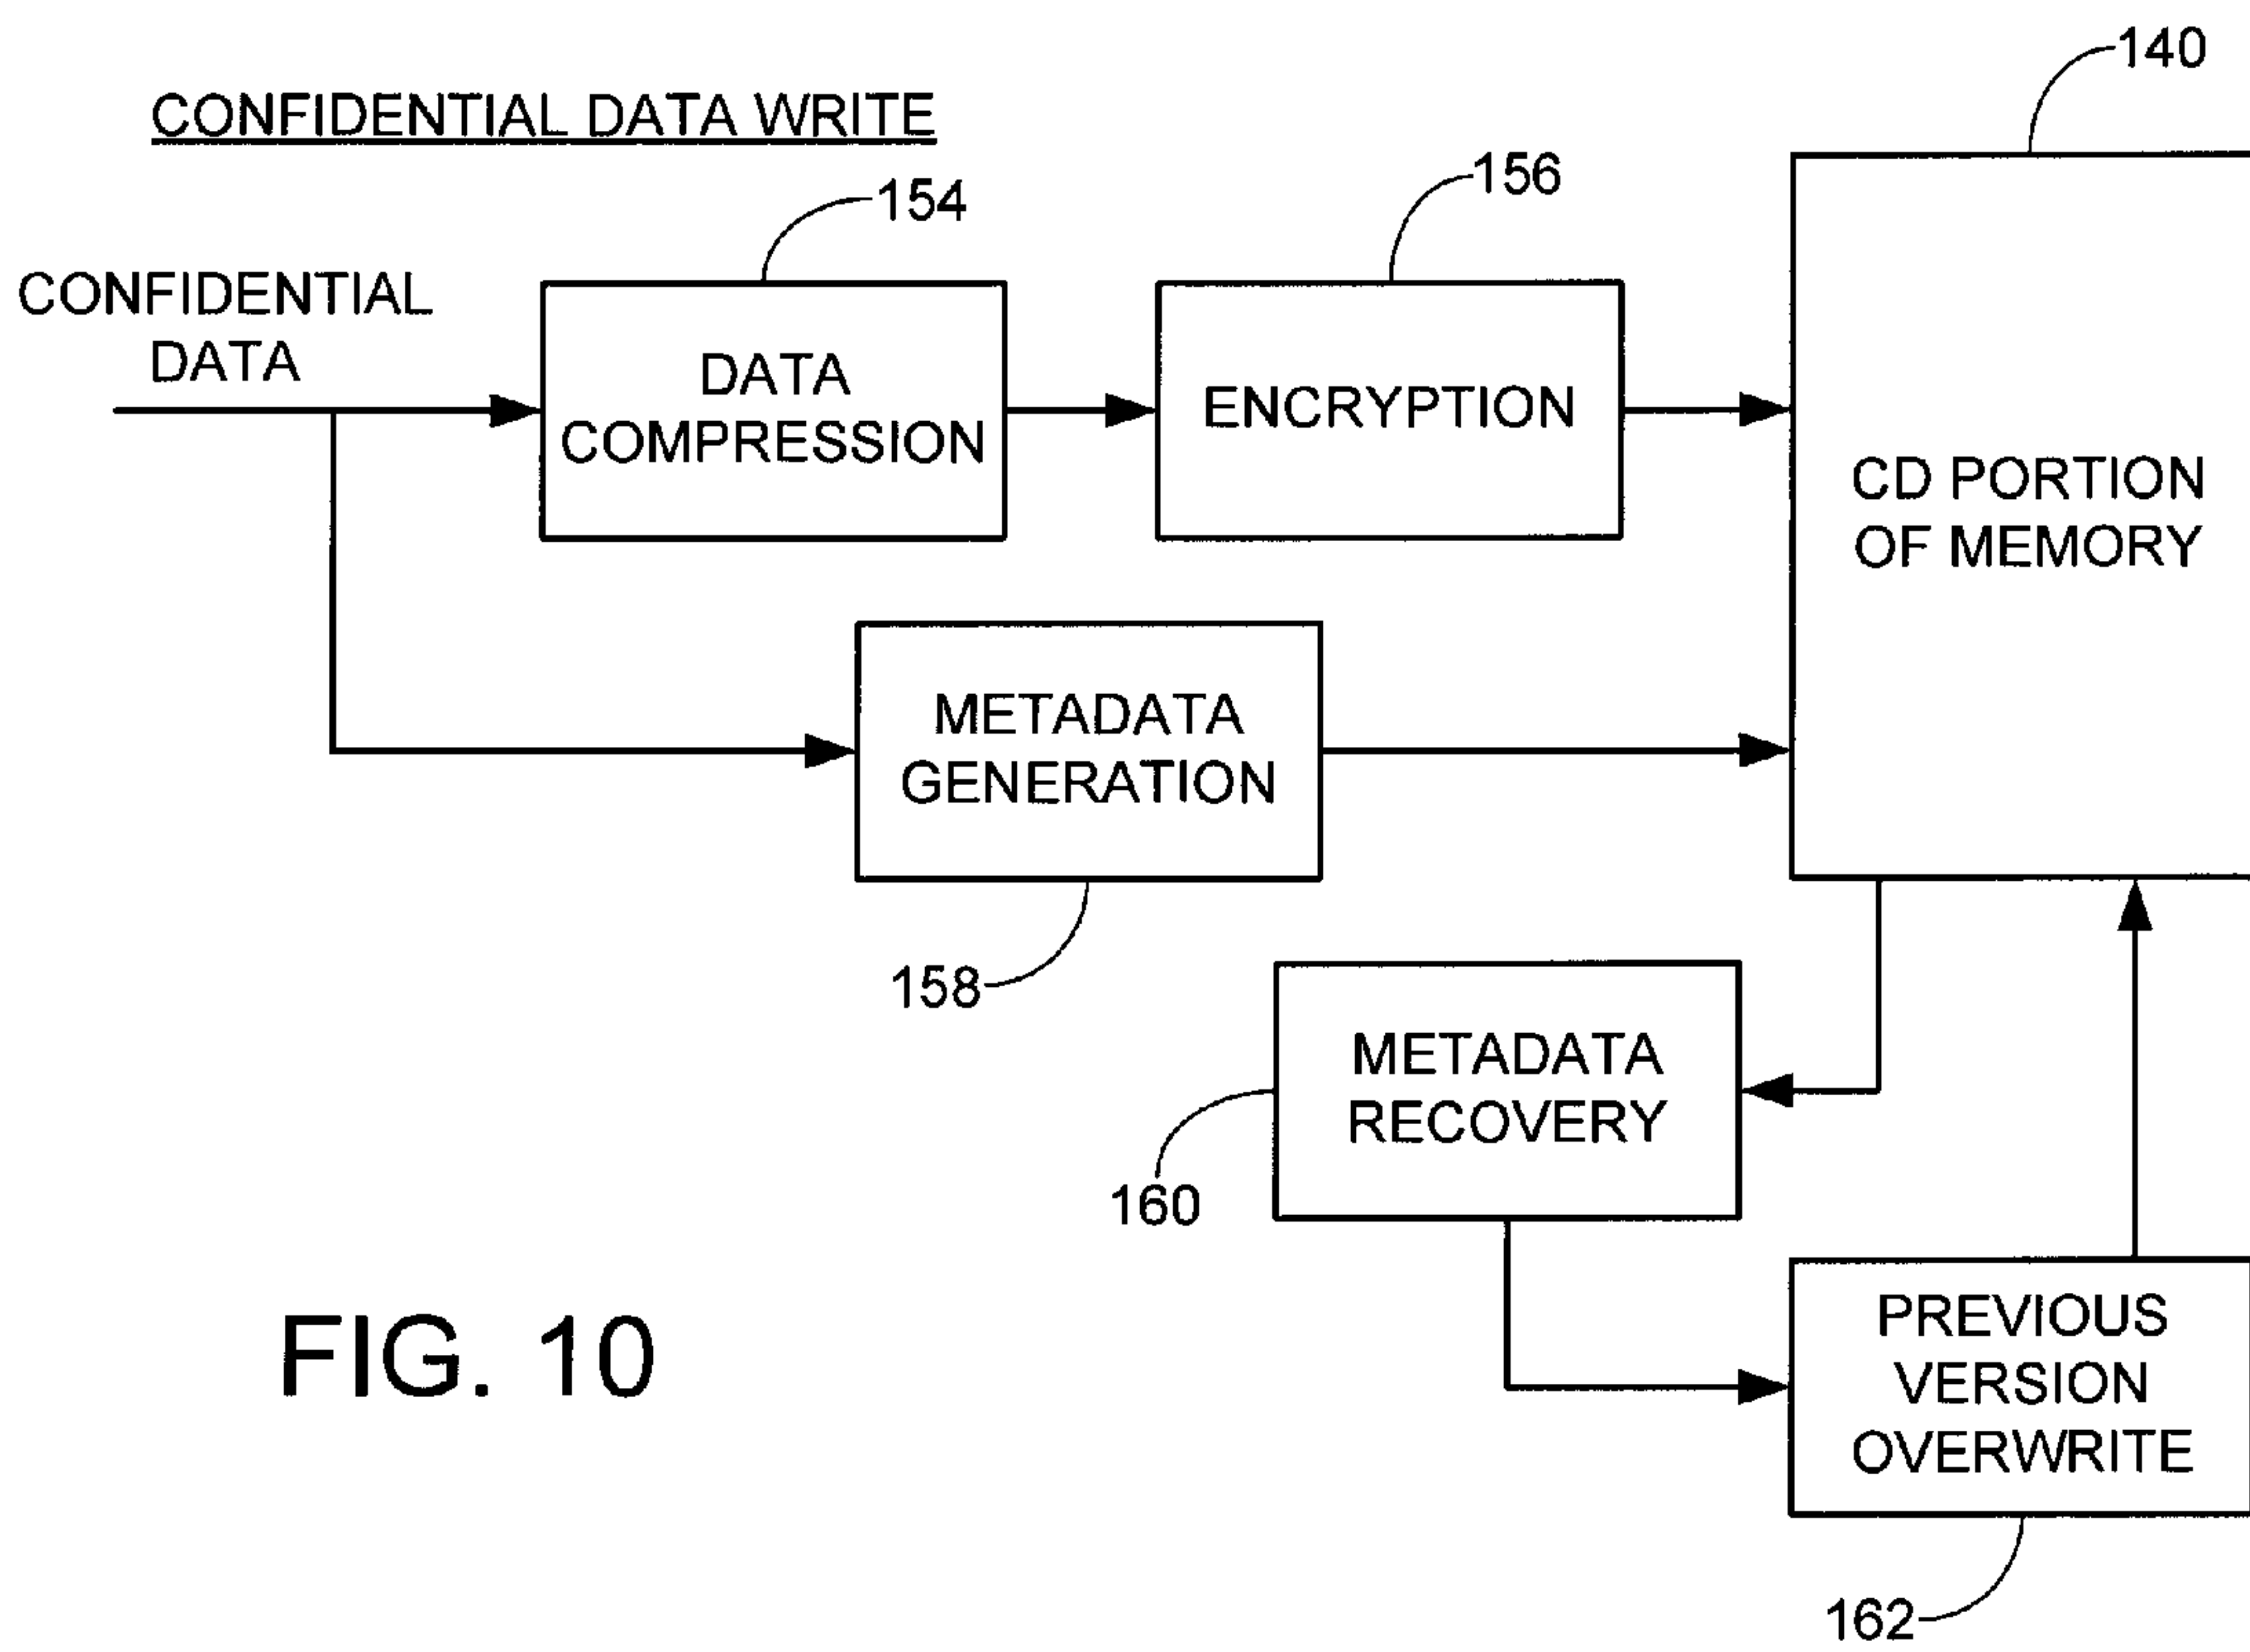 140
CONFIDENTIAL DATA WRITE
156
154
CONFIDENTIAL
DATA
DATA
COMPRESSION
ENCRYPTION
CD PORTION
OF MEMORY
METADATA
GENERATION
158
METADATA
RECOVERY
160
PREVIOUS
VERSION
OVERWRITE
FIG. 10
162